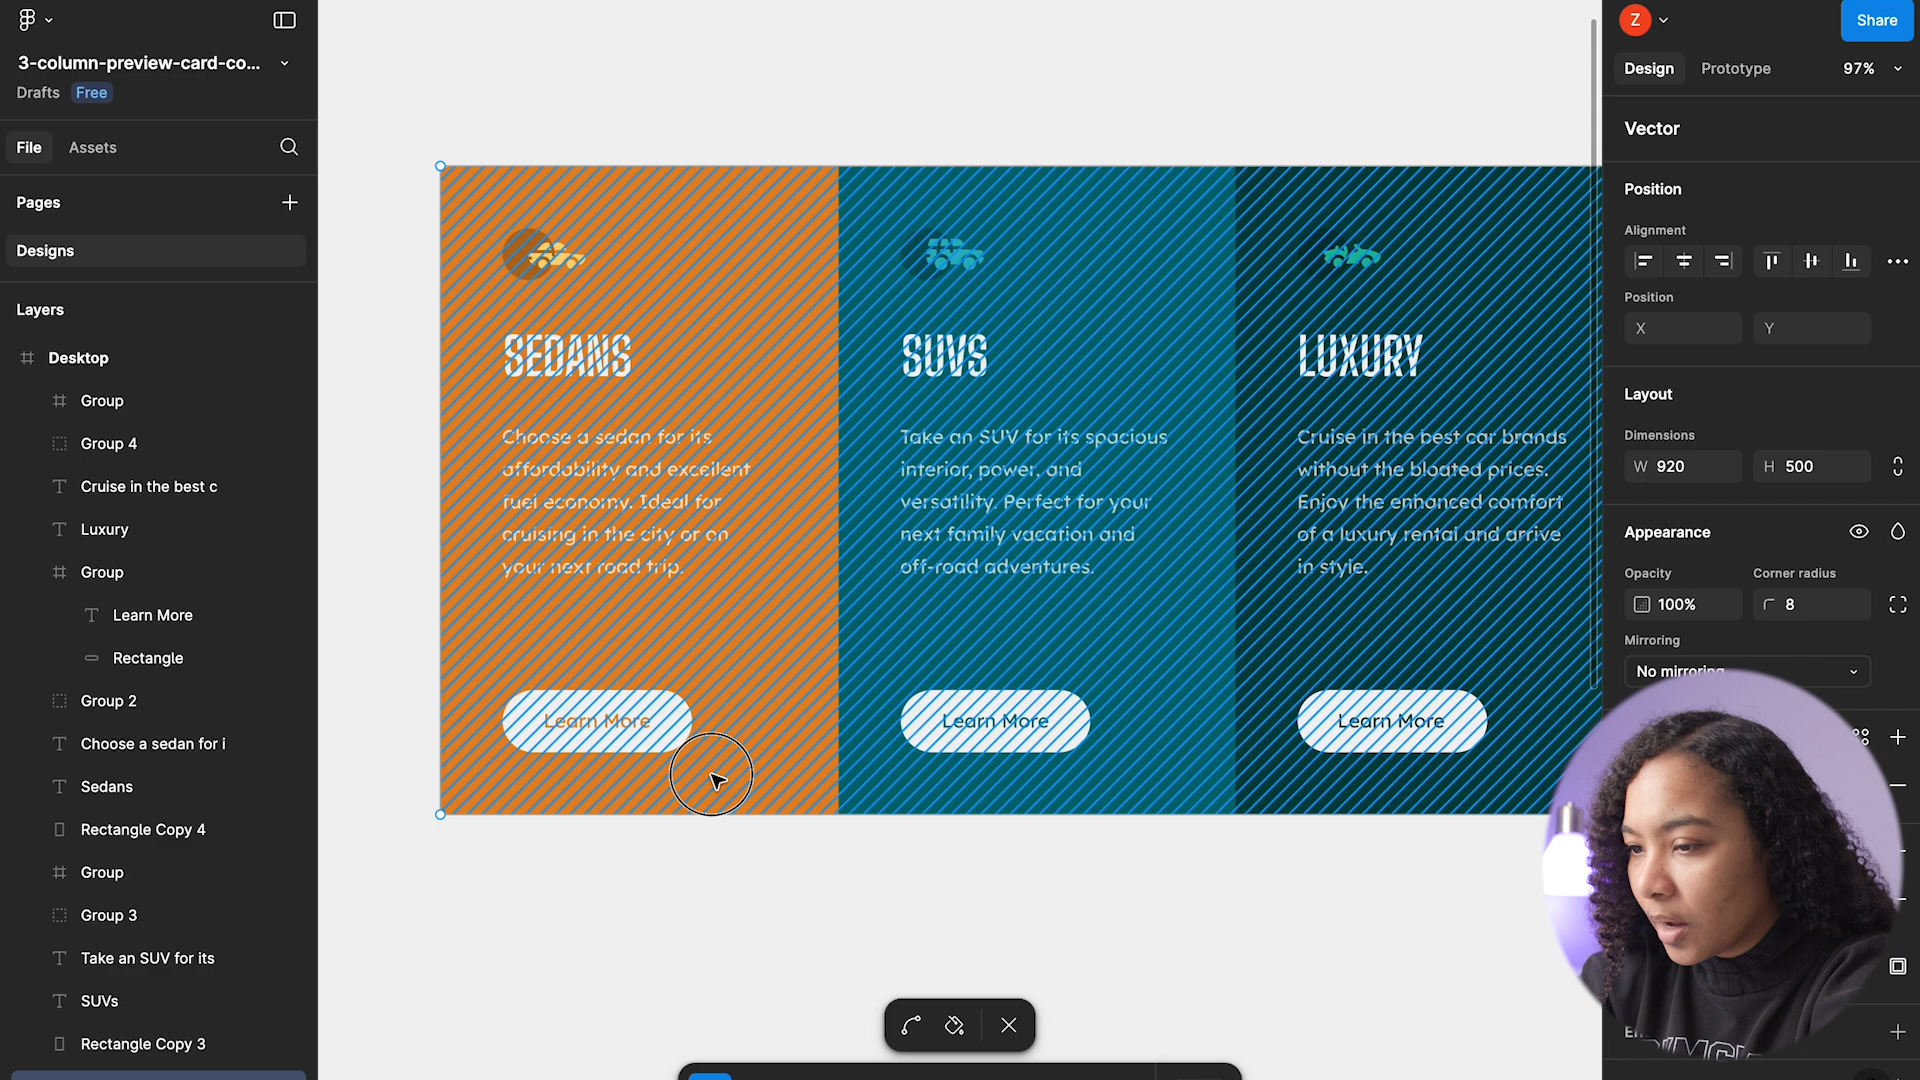 3-column-preview-card-co...
Drafts Free
File Assets
Pages
Designs
Layers
Desktop
Group
Group 4
Cruise in the best c
Luxury
Group
Learn More
Rectangle
Group 2
Choose a sedan for i
Sedans
Rectangle Copy 4
Group
Group 3
Take an SUV for its
SUVs
Rectangle Copy 3
SEDANS
Choose a sedan for its
affordability and excellent
fuel economy. Ideal for
cruising in the city or on
your next road trip.
Learn More
SUVS
Take an SUV for its spacious
interior, power, and
versatility. Perfect for your
next family vacation and
off-road adventures.
Learn More
LUXURY
Cruise in the best car brands
without the bloated prices.
Enjoy the enhanced comfort
of a luxury rental and arrive
in style.
Learn More
Z Share
Design Prototype 97%
Vector
Position
Alignment
Position
X Y
Layout
Dimensions
W 920 H 500
Appearance
Opacity Corner radius
100% 8
Mirroring
No mirroring